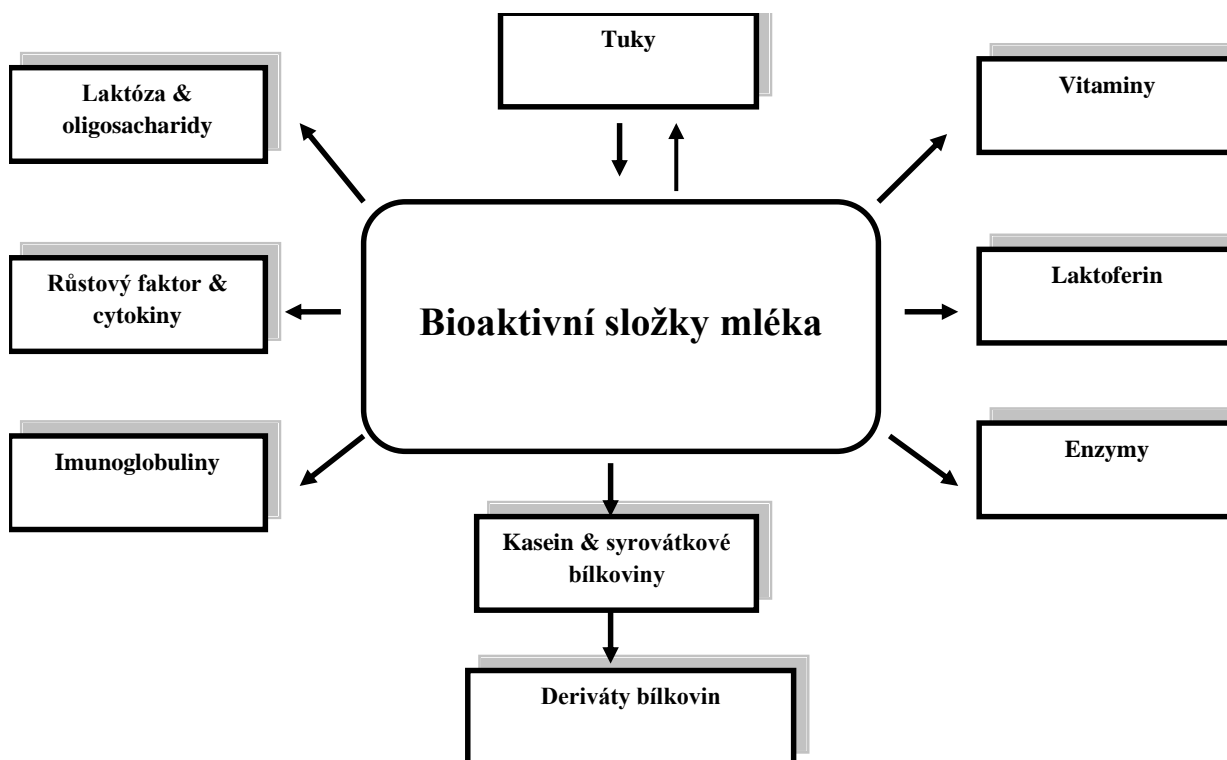 Tuky
Laktóza &
oligosacharidy
Vitaminy
Růstový faktor &
cytokiny
Laktoferin
Bioaktivní složky mléka
Imunoglobuliny
Enzymy
Kasein & syrovátkové
bílkoviny
Deriváty bílkovin